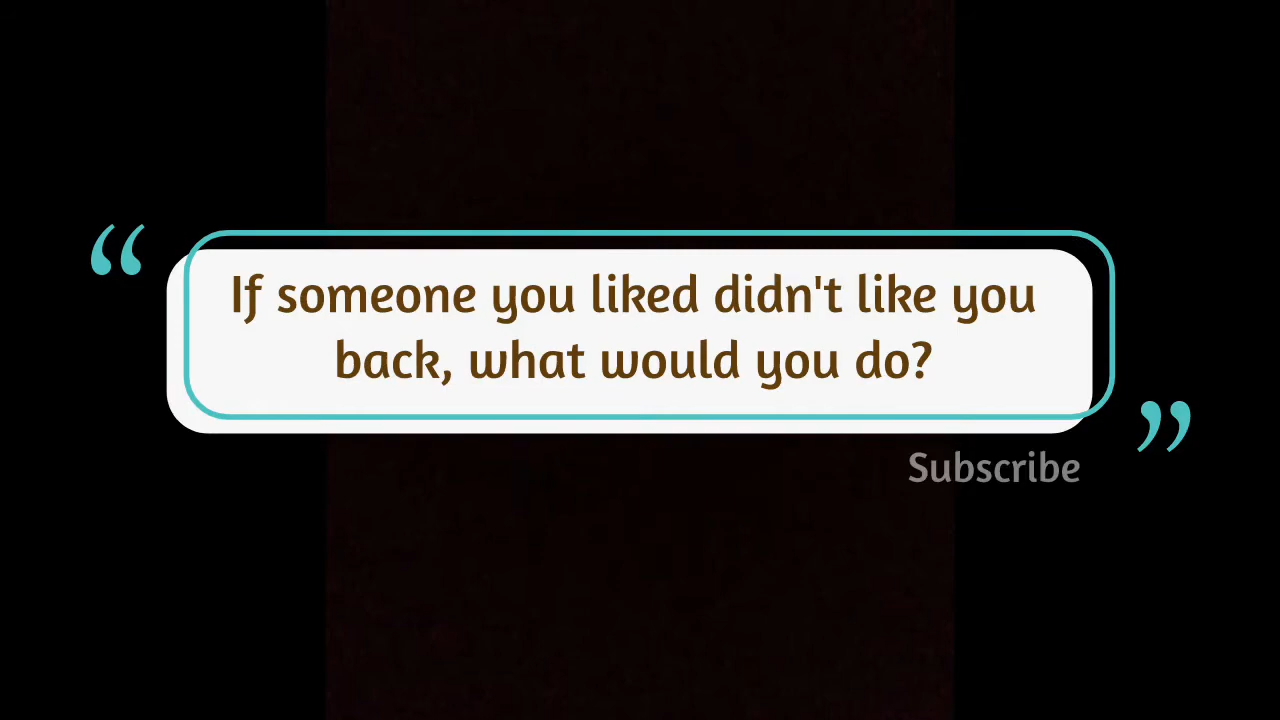 “
If someone you liked didn't like you
back, what would you do?
”
Subscribe